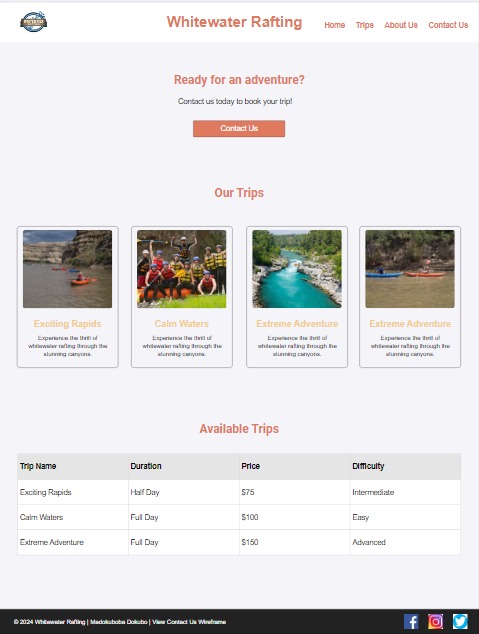 Whitewater Rafting
Home Trips About Us Contact Us
Ready for an adventure?
Contact us today to book your trip!
Contact Us
Our Trips
Exciting Rapids
Experience the thrill of
whitewater rafting through the
stunning canyons.
Calm Waters
Experience the thrill of
whitewater rafting through the
stunning canyons.
Extreme Adventure
Experience the thrill of
whitewater rafting through the
stunning canyons.
Extreme Adventure
Experience the thrill of
whitewater rafting through the
stunning canyons.
Available Trips
Trip Name Duration Price Difficulty
Exciting Rapids Half Day $75 Intermediate
Calm Waters Full Day $100 Easy
Extreme Adventure Full Day $150 Advanced
© 2024 Whitewater Rafting | Madokuboba Dokubo | View Contact Us Wireframe